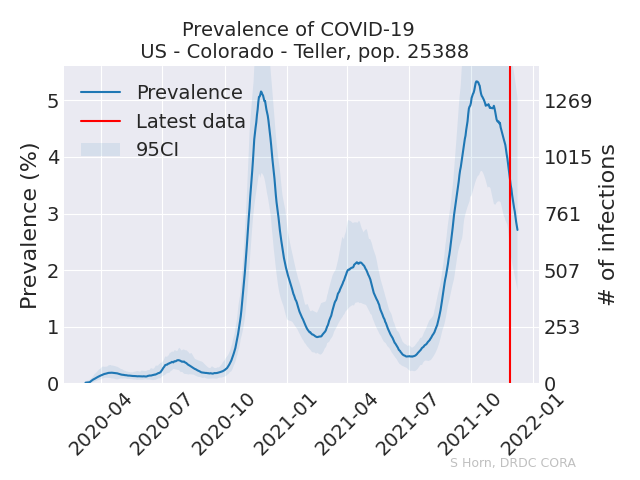 Prevalence of COVID-19
US - Colorado - Teller, pop. 25388
Prevalence
Latest data
95CI
Prevalence (%)
5
4
3
2
1
0
1269
1015
761
507
253
0
# of infections
2020-04
2020-07
2020-10
2021-01
2021-04
2021-07
2021-10
2022-01
S Horn, DRDC CORA